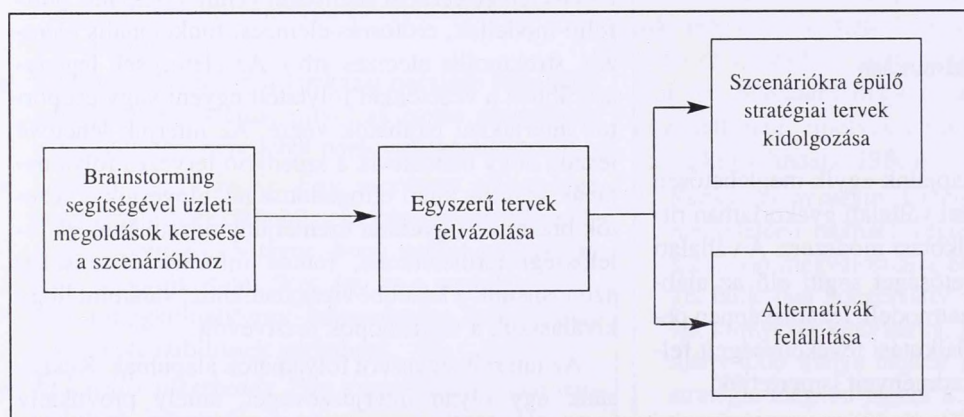 Brainstorming
segítségével üzleti
megoldások keresése
a szcenáriókhoz
Egyszerű tervek
felvázolása
Szcenáriókra épülő
stratégiai tervek
kidolgozása
Alternatívák
felállítása